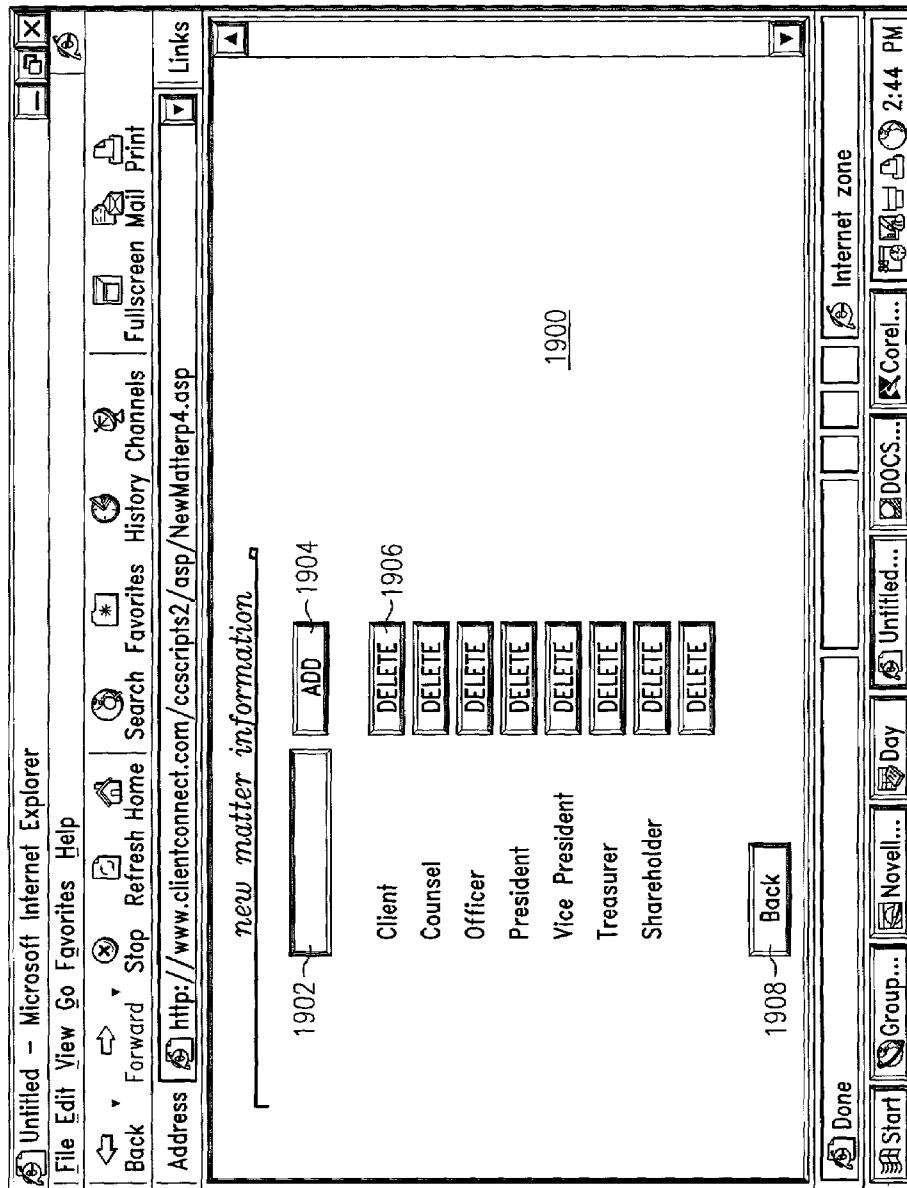 Untitled – Microsoft Internet Explorer
File Edit View Go Favorites Help
Back Forward Stop Refresh Home Search Favorites History Channels Fullscreen Mail Print
Address http://www.clientconnect.com/ccscripts2/asp/NewMatterp4.asp Links
new matter information
1902 ADD 1904
Client DELETE 1906
Counsel DELETE
Officer DELETE
President DELETE
Vice President DELETE
Treasurer DELETE
Shareholder DELETE
DELETE
1900
1908 Back
Done Internet zone
Start Group... Novell... Day Untitled... DOCS... Corel... 2:44 PM